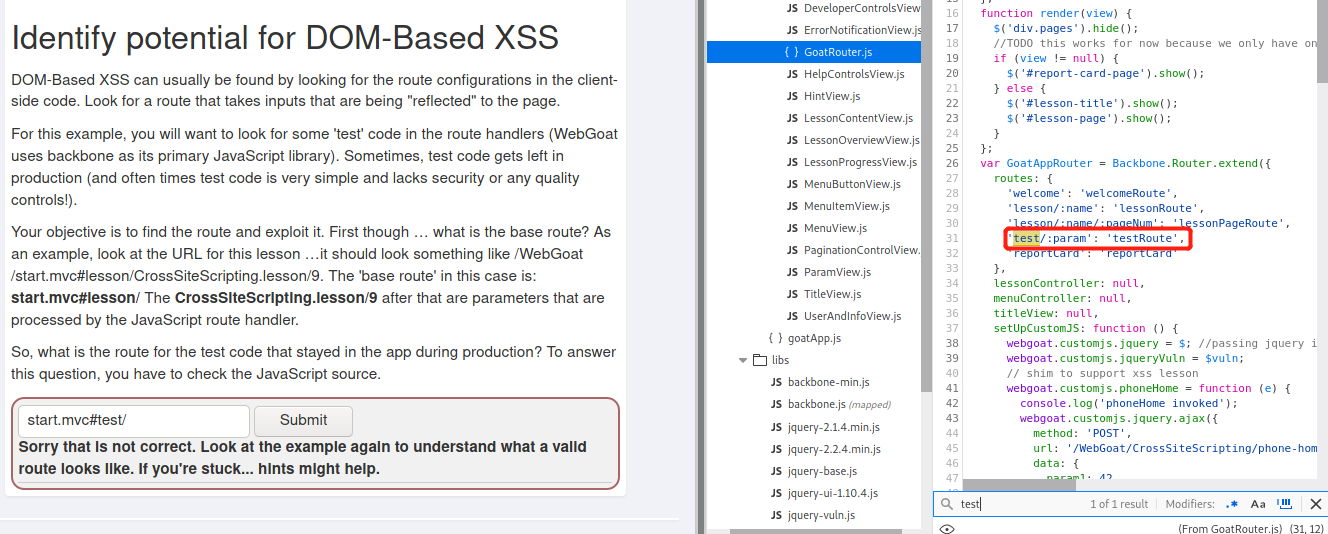 Identify potential for DOM-Based XSS
DOM-Based XSS can usually be found by looking for the route configurations in the client-
side code. Look for a route that takes inputs that are being "reflected" to the page.
For this example, you will want to look for some 'test' code in the route handlers (WebGoat
uses backbone as its primary JavaScript library). Sometimes, test code gets left in
production (and often times test code is very simple and lacks security or any quality
controls!).
Your objective is to find the route and exploit it. First though … what is the base route? As
an example, look at the URL for this lesson …it should look something like /WebGoat
/start.mvc#lesson/CrossSiteScripting.lesson/9. The 'base route' in this case is:
start.mvc#lesson/ The CrossSiteScripting.lesson/9 after that are parameters that are
processed by the JavaScript route handler.
So, what is the route for the test code that stayed in the app during production? To answer
this question, you have to check the JavaScript source.
start.mvc#test/ Submit
Sorry that is not correct. Look at the example again to understand what a valid
route looks like. If you're stuck... hints might help.
JS DeveloperControlsView
JS ErrorNotificationView.js
{ } GoatRouter.js
JS HelpControlsView.js
JS HintView.js
JS LessonContentView.js
JS LessonOverviewView.js
JS LessonProgressView.js
JS MenuButtonView.js
JS MenuItemView.js
JS MenuView.js
JS PaginationControlView.
JS ParamView.js
JS TitleView.js
JS UserAndInfoView.js
{ } goatApp.js
libs
JS backbone-min.js
JS backbone.js (mapped)
JS jquery-2.1.4.min.js
JS jquery-2.2.4.min.js
JS jquery-base.js
JS jquery-ui-1.10.4.js
JS jquery-vuln.js
16 function render(view) {
17 $('div.pages').hide();
18 //TODO this works for now because we only have on
19 if (view != null) {
20 $('#report-card-page').show();
21 } else {
22 $('#lesson-title').show();
23 $('#lesson-page').show();
24 }
25 };
26 var GoatAppRouter = Backbone.Router.extend({
27 routes: {
28 'welcome': 'welcomeRoute',
29 'lesson/:name': 'lessonRoute',
30 'lesson/:name/:pageNum': 'lessonPageRoute',
31 'test/:param': 'testRoute',
32 'reportCard': 'reportCard'
33 },
34 lessonController: null,
35 menuController: null,
36 titleView: null,
37 setUpCustomJS: function () {
38 webgoat.customjs.jquery = $; //passing jquery i
39 webgoat.customjs.jqueryVuln = $vuln;
40 // shim to support xss lesson
41 webgoat.customjs.phoneHome = function (e) {
42 console.log('phoneHome invoked');
43 webgoat.customjs.jquery.ajax({
44 method: 'POST',
45 url: '/WebGoat/CrossSiteScripting/phone-hom
46 data: {
47 param1: 42,
test 1 of 1 result Modifiers: .* Aa
(From GoatRouter.js) (31, 12)